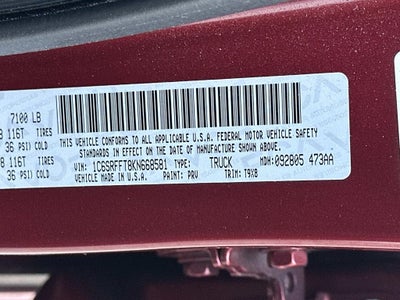 7100 LB
116T TIRES
36 PSI) COLD
116T TIRES
36 PSI) COLD
THIS VEHICLE CONFORMS TO ALL APPLICABLE U.S.A. FEDERAL MOTOR VEHICLE SAFETY
STANDARDS IN EFFECT ON THE DATE OF MANUFACTURE SHOWN ABOVE.
VIN: 1C6SRFFT8KN668581 TYPE: TRUCK MDH: 092805 473AA
VEHICLE MADE IN U.S.A. PAINT: PRV TRIM: T9X8